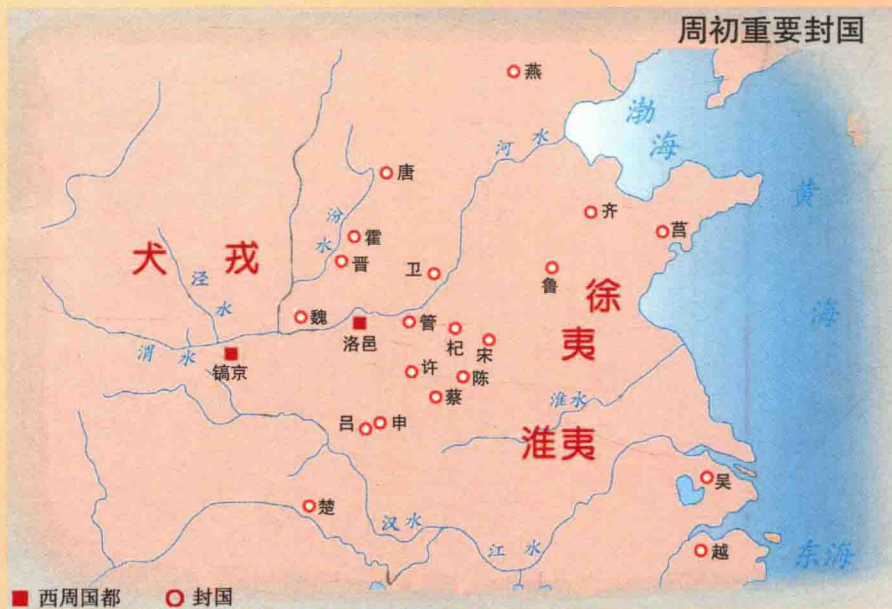 周初重要封国
燕
渤海
河水
唐
黄海
齐
汾水
莒
霍
犬戎
晋
卫
鲁
泾水
徐夷
魏
管
洛邑
杞
宋
渭水
镐京
许
陈
蔡
淮水
吕
申
淮夷
吴
楚
汉水
江水
越
东海
西周国都
封国